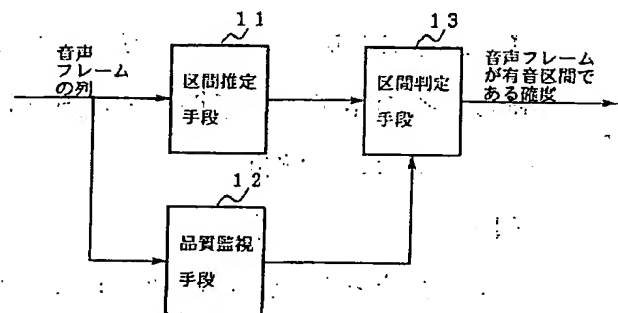 音声
フレーム
の列
11
区間推定
手段
13
区間判定
手段
音声フレーム
が有音区間で
ある確度
12
品質監視
手段